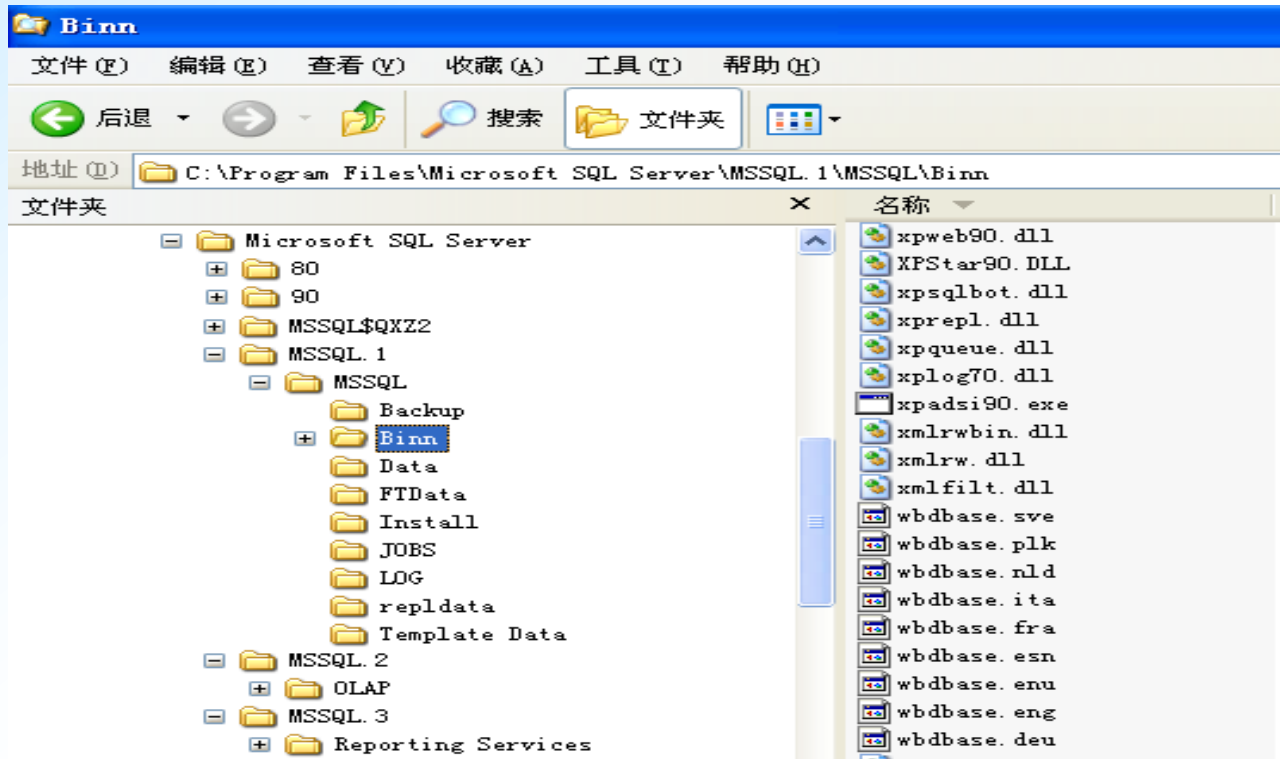 Binn
文件(F) 编辑(E) 查看(V) 收藏(A) 工具(T) 帮助(H)
后退 搜索 文件夹
地址(D) C:\Program Files\Microsoft SQL Server\MSSQL.1\MSSQL\Binn
文件夹 × 名称
Microsoft SQL Server
80
90
MSSQL$QXZ2
MSSQL.1
MSSQL
Backup
Binn
Data
FTData
Install
JOBS
LOG
repldata
Template Data
MSSQL.2
OLAP
MSSQL.3
Reporting Services
xpweb90.dll
XPStar90.DLL
xpsqlbot.dll
xprepl.dll
xpqueue.dll
xplog70.dll
xpadsi90.exe
xmlrwbin.dll
xmlrw.dll
xmlfilt.dll
wbdbase.sve
wbdbase.plk
wbdbase.nld
wbdbase.ita
wbdbase.fra
wbdbase.esn
wbdbase.enu
wbdbase.eng
wbdbase.deu